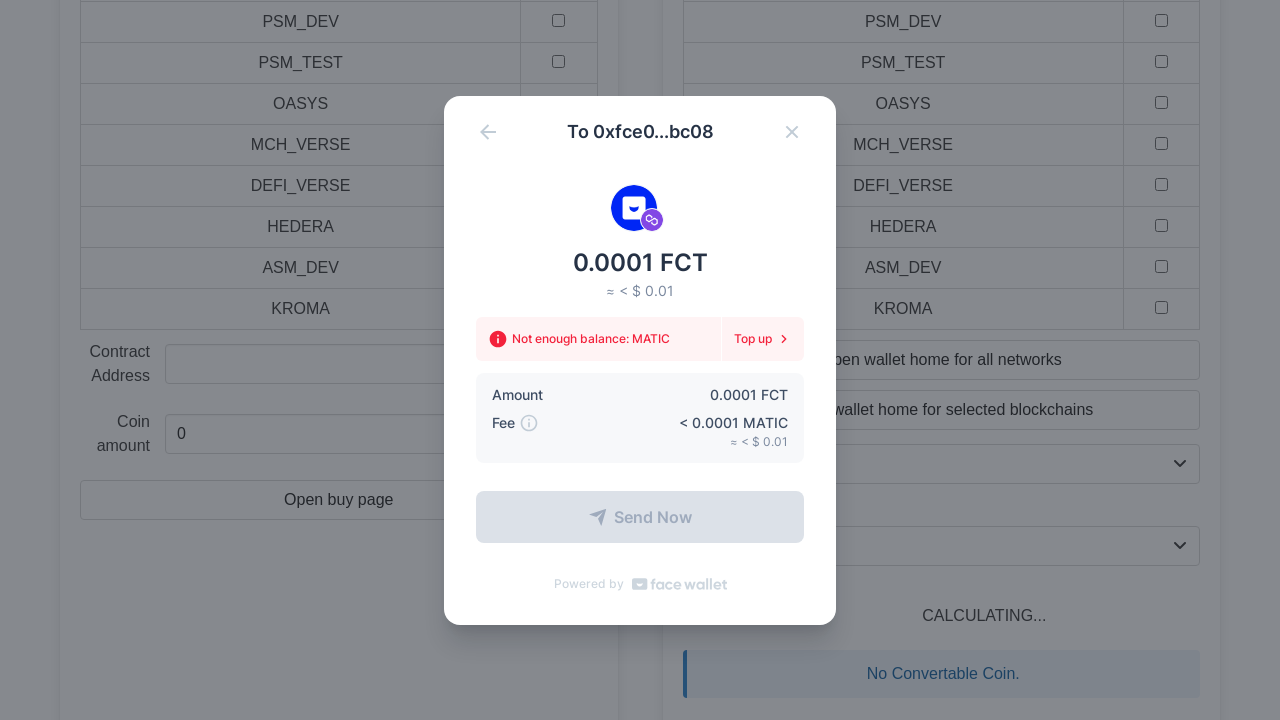 PSM_DEV
PSM_TEST
OASYS
MCH_VERSE
DEFI_VERSE
HEDERA
ASM_DEV
KROMA
Contract
Address
Coin
amount
0
Open buy page
To 0xfce0...bc08
0.0001 FCT
≈ < $ 0.01
Not enough balance: MATIC
Top up
Amount
0.0001 FCT
Fee
< 0.0001 MATIC
≈ < $ 0.01
Send Now
Powered by face wallet
PSM_DEV
PSM_TEST
OASYS
MCH_VERSE
DEFI_VERSE
HEDERA
ASM_DEV
KROMA
wallet home for all networks
wallet home for selected blockchains
CALCULATING...
No Convertable Coin.